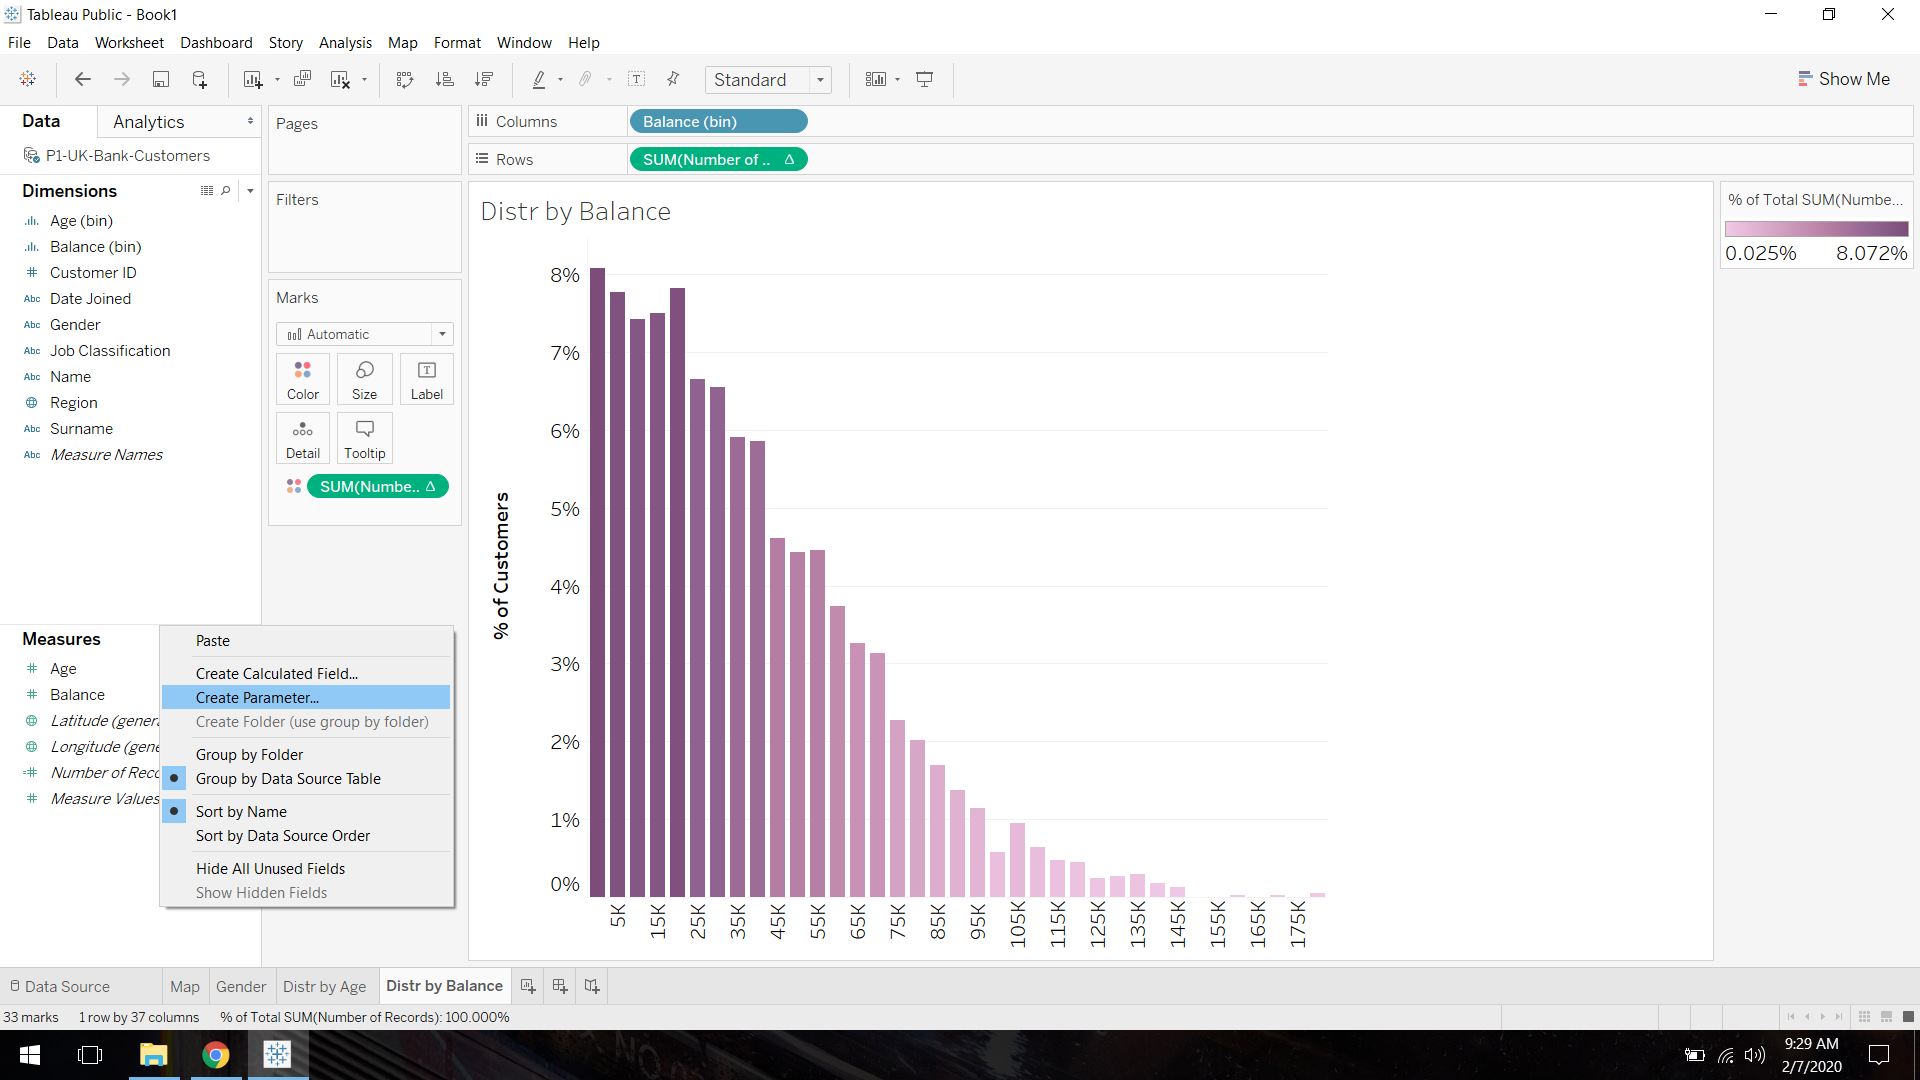 Tableau Public - Book1
File Data Worksheet Dashboard Story Analysis Map Format Window Help
Standard
Show Me
Data Analytics
P1-UK-Bank-Customers
Dimensions
Age (bin)
Balance (bin)
Customer ID
Abc Date Joined
Abc Gender
Abc Job Classification
Abc Name
Region
Abc Surname
Abc Measure Names
Measures
Age
Balance
Latitude (genera
Longitude (gene
Number of Reco
Measure Values
Paste
Create Calculated Field...
Create Parameter...
Create Folder (use group by folder)
Group by Folder
Group by Data Source Table
Sort by Name
Sort by Data Source Order
Hide All Unused Fields
Show Hidden Fields
Pages
Filters
Marks
Automatic
Color Size Label
Detail Tooltip
SUM(Numbe.. Δ
Columns Balance (bin)
Rows SUM(Number of .. Δ
Distr by Balance
% of Customers
8%
7%
6%
5%
4%
3%
2%
1%
0%
5K 15K 25K 35K 45K 55K 65K 75K 85K 95K 105K 115K 125K 135K 145K 155K 165K 175K
% of Total SUM(Numbe...
0.025% 8.072%
Data Source Map Gender Distr by Age Distr by Balance
33 marks 1 row by 37 columns % of Total SUM(Number of Records): 100.000%
9:29 AM
2/7/2020